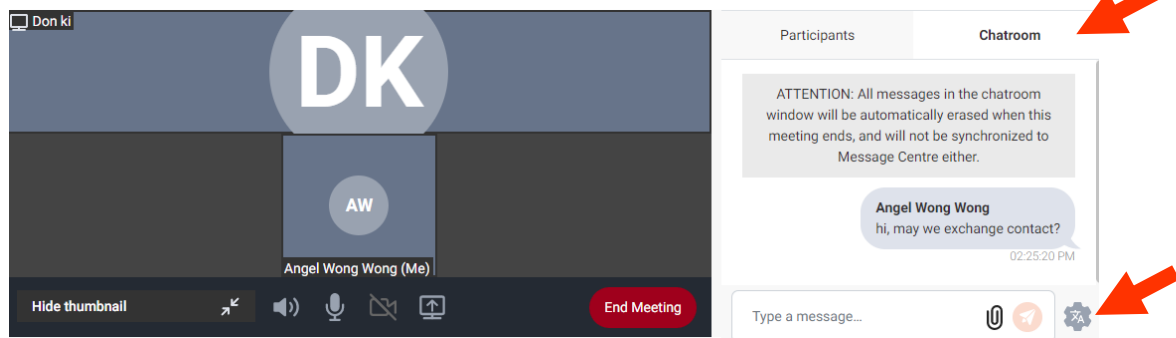 Don ki
DK
AW
Angel Wong Wong (Me)
Hide thumbnail
End Meeting
Participants
Chatroom
ATTENTION: All messages in the chatroom
window will be automatically erased when this
meeting ends, and will not be synchronized to
Message Centre either.
Angel Wong Wong
hi, may we exchange contact?
02:25:20 PM
Type a message...